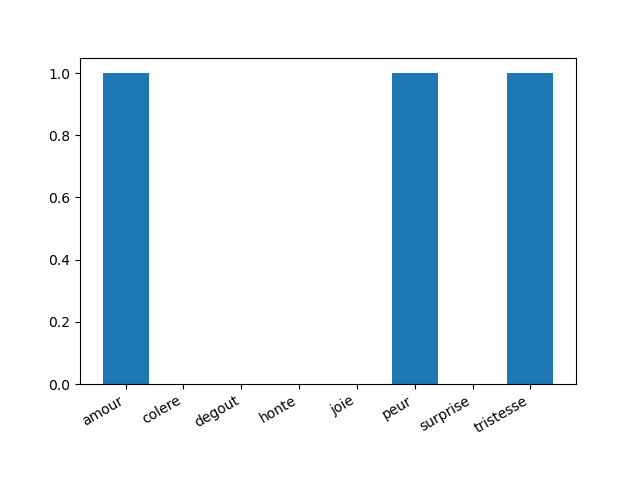 1.0
0.8
0.6
0.4
0.2
0.0
amour
colere
degout
honte
joie
peur
surprise
tristesse